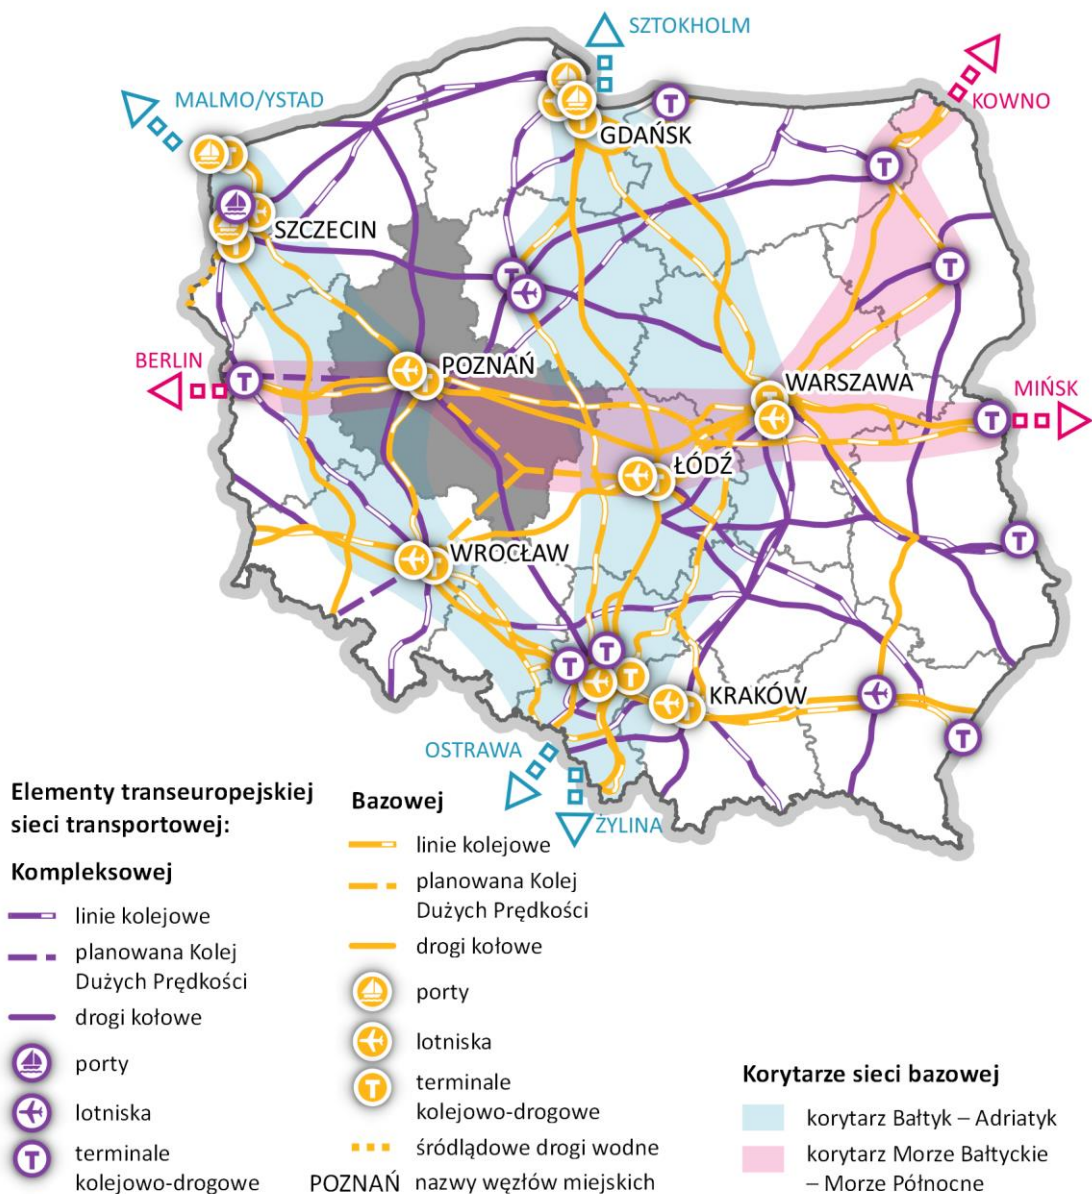 SZTOKHOLM
MALMO/YSTAD
KOWNO
GDAŃSK
SZCZECIN
BERLIN
POZNAŃ
WARSZAWA
MIŃSK
ŁÓDŹ
WROCŁAW
KRAKÓW
OSTRAWA
ŻYLINA
Elementy transeuropejskiej
sieci transportowej:
Kompleksowej
linie kolejowe
planowana Kolej
Dużych Prędkości
drogi kołowe
porty
lotniska
terminale
kolejowo-drogowe
Bazowej
linie kolejowe
planowana Kolej
Dużych Prędkości
drogi kołowe
porty
lotniska
terminale
kolejowo-drogowe
śródlądowe drogi wodne
POZNAŃ nazwy węzłów miejskich
Korytarze sieci bazowej
korytarz Bałtyk – Adriatyk
korytarz Morze Bałtyckie
– Morze Północne